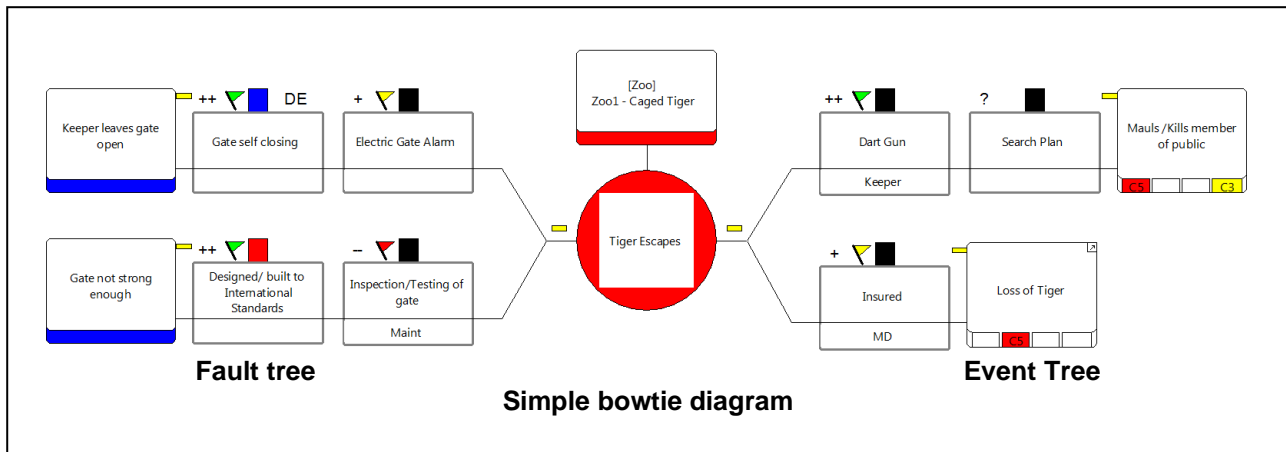 [Zoo]
Zoo1 - Caged Tiger
++
DE
+
Keeper leaves gate
open
Gate self closing
Electric Gate Alarm
++
?
Dart Gun
Keeper
Search Plan
Mauls /Kills member
of public
C5
C3
Tiger Escapes
++
--
Gate not strong
enough
Designed/ built to
International
Standards
Inspection/Testing of
gate
Maint
+
Insured
MD
Loss of Tiger
C5
Fault tree
Event Tree
Simple bowtie diagram